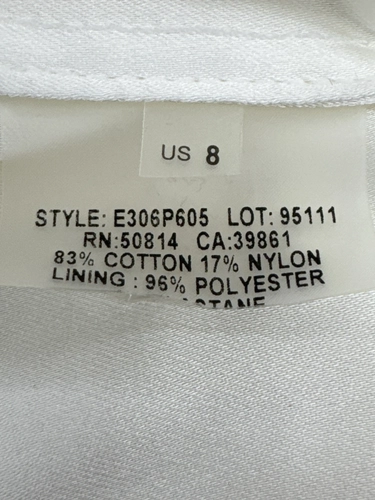 US 8
STYLE: E306P605 LOT: 95111
RN:50814 CA:39861
83% COTTON 17% NYLON
LINING : 96% POLYESTER